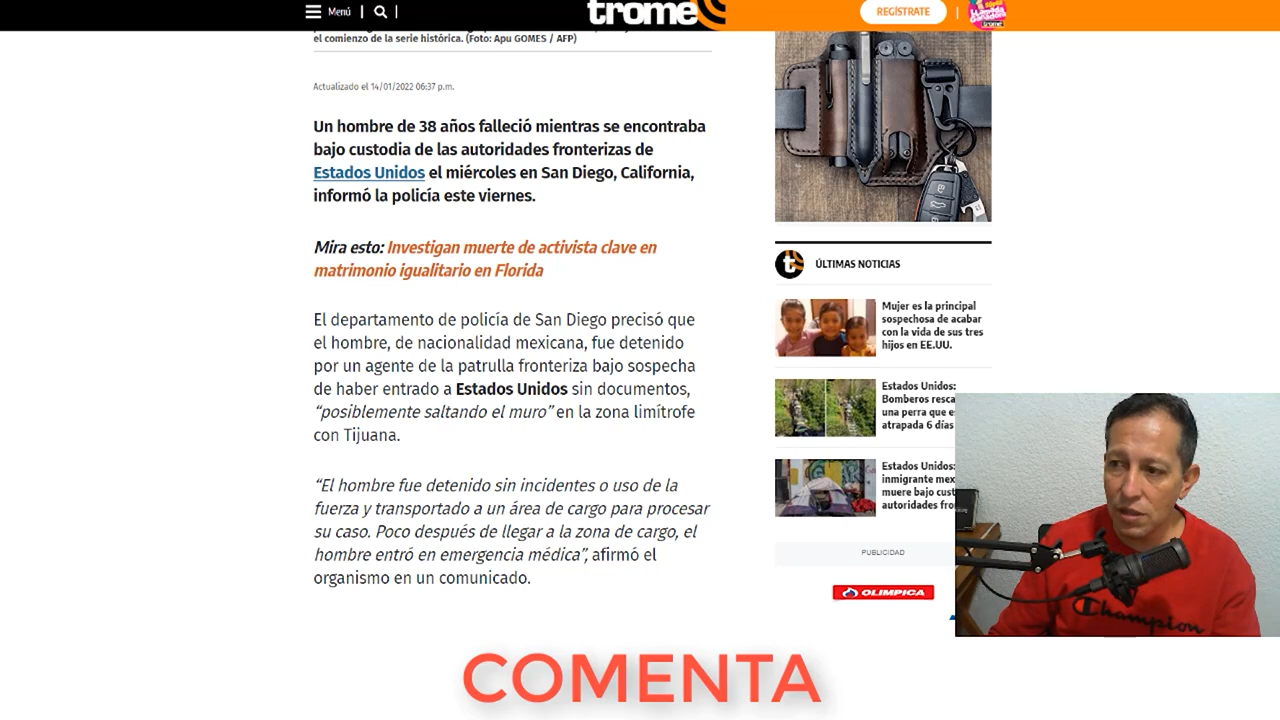 Menú
trome
REGÍSTRATE
el comienzo de la serie histórica. (Foto: Apu GOMES / AFP)
Actualizado el 14/01/2022 06:37 p.m.
Un hombre de 38 años falleció mientras se encontraba
bajo custodia de las autoridades fronterizas de
Estados Unidos el miércoles en San Diego, California,
informó la policía este viernes.
Mira esto: Investigan muerte de activista clave en
matrimonio igualitario en Florida
El departamento de policía de San Diego precisó que
el hombre, de nacionalidad mexicana, fue detenido
por un agente de la patrulla fronteriza bajo sospecha
de haber entrado a Estados Unidos sin documentos,
“posiblemente saltando el muro” en la zona limítrofe
con Tijuana.
“El hombre fue detenido sin incidentes o uso de la
fuerza y transportado a un área de cargo para procesar
su caso. Poco después de llegar a la zona de cargo, el
hombre entró en emergencia médica”, afirmó el
organismo en un comunicado.
t ÚLTIMAS NOTICIAS
Mujer es la principal
sospechosa de acabar
con la vida de sus tres
hijos en EE.UU.
Estados Unidos:
Bomberos resca
una perra que e
atrapada 6 días
Estados Unidos:
inmigrante mex
muere bajo cust
autoridades fro
PUBLICIDAD
OLIMPICA
Champion
COMENTA